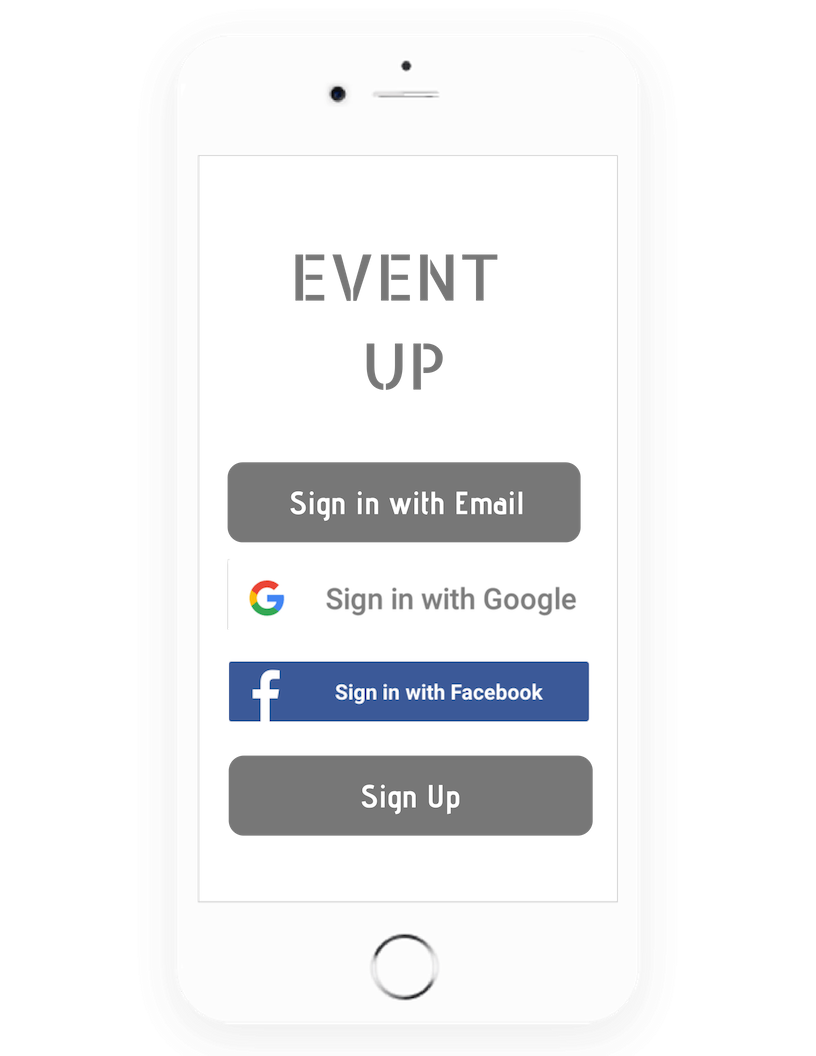 EVENT
UP
Sign in with Email
Sign in with Google
Sign in with Facebook
Sign Up